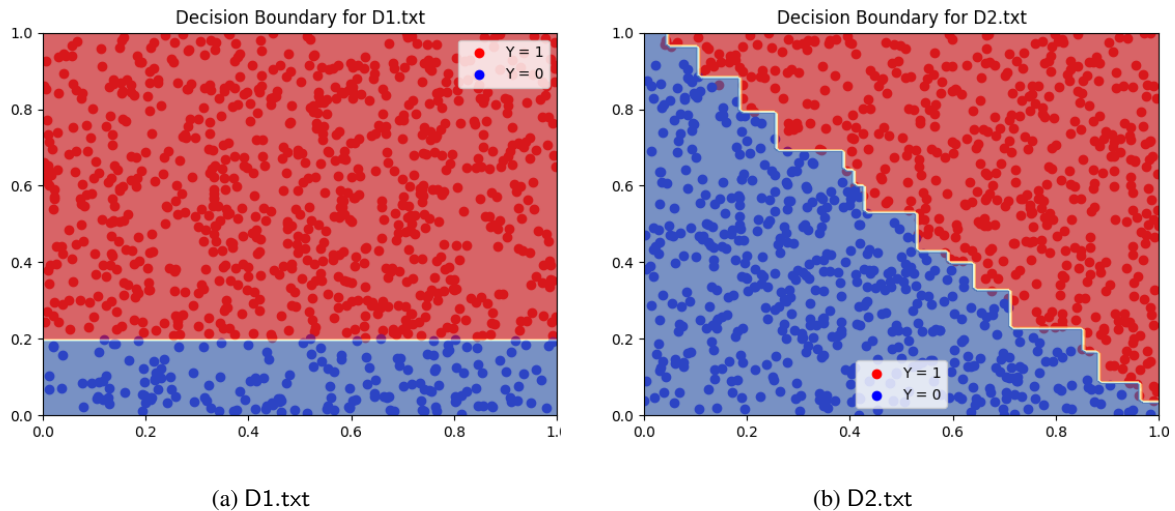 Decision Boundary for D1.txt
1.0
0.8
0.6
0.4
0.2
0.0
0.0 0.2 0.4 0.6 0.8 1.0
Y = 1
Y = 0
(a) D1.txt
Decision Boundary for D2.txt
1.0
0.8
0.6
0.4
0.2
0.0
0.0 0.2 0.4 0.6 0.8 1.0
Y = 1
Y = 0
(b) D2.txt